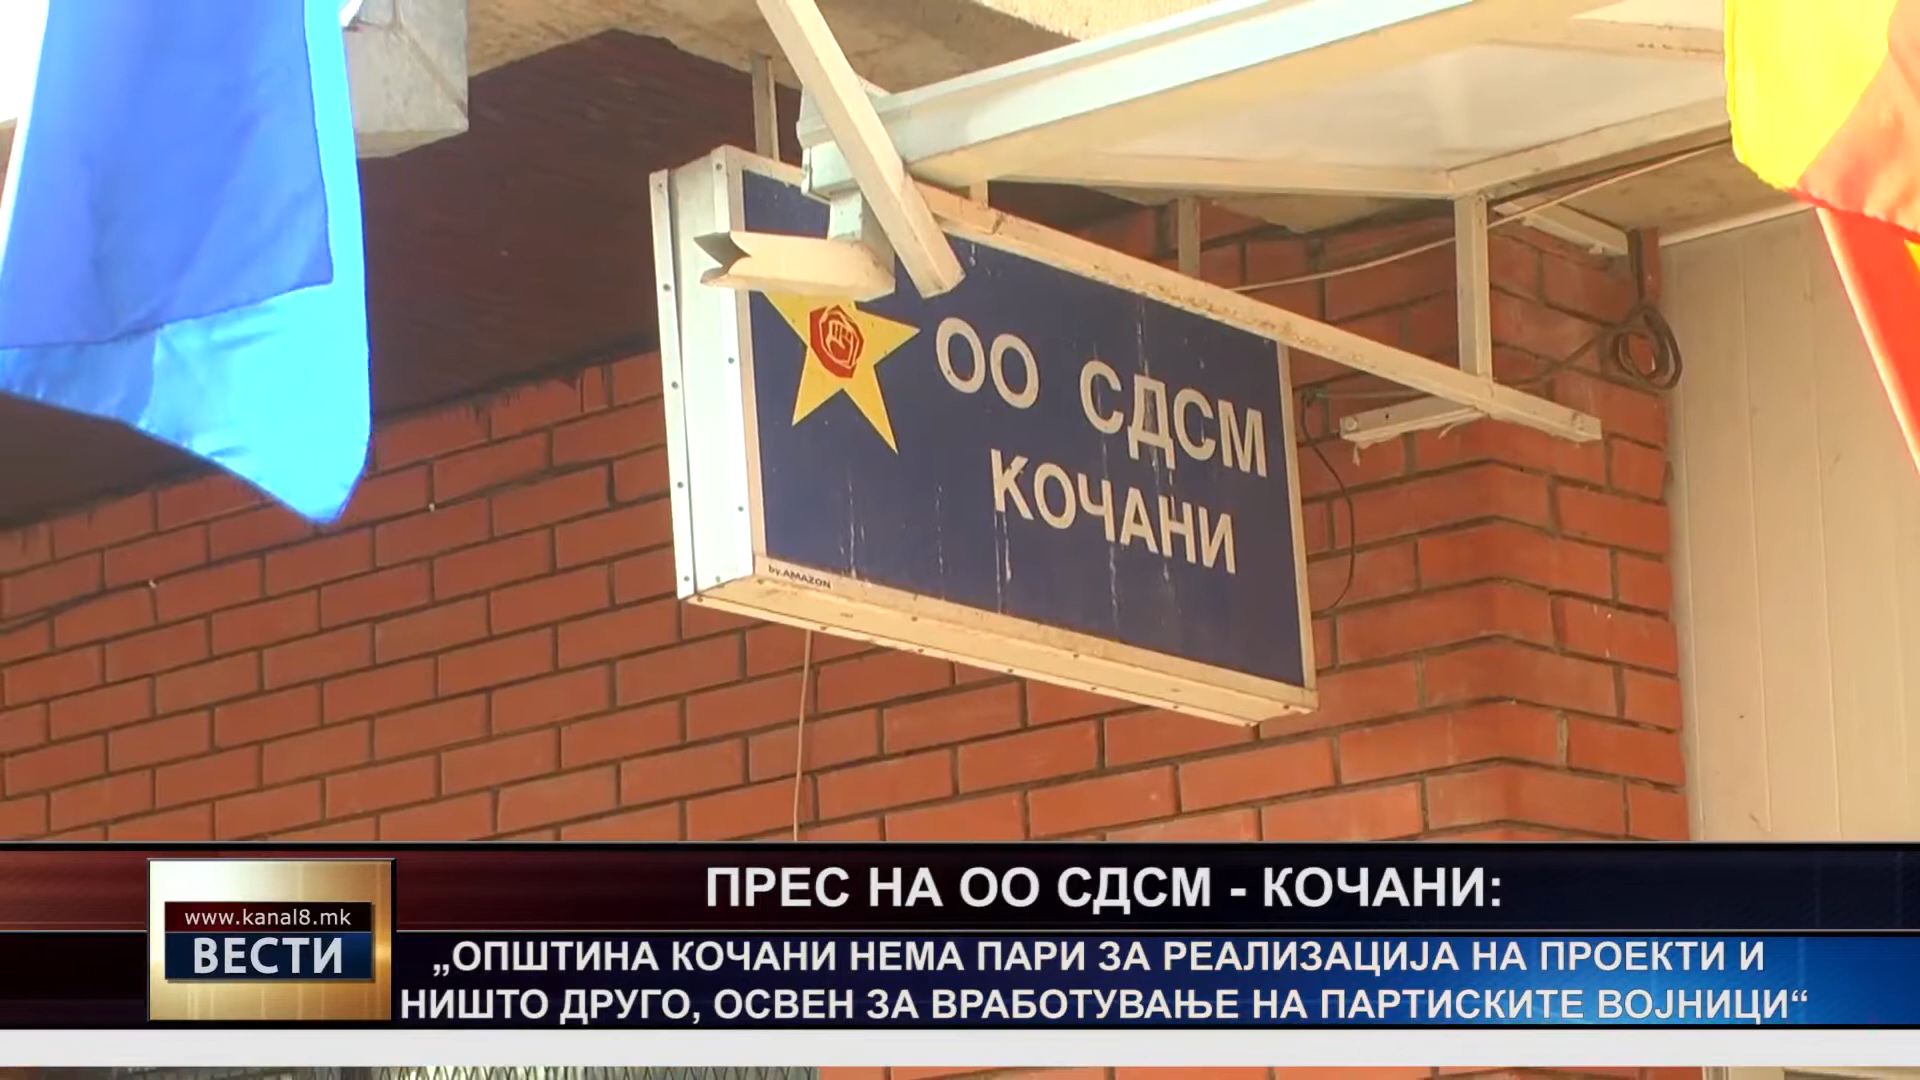 ОО СДСМ
КОЧАНИ
by.AMAZON
ПРЕС НА ОО СДСМ - КОЧАНИ:
www.kanal8.mk
ВЕСТИ
„ОПШТИНА КОЧАНИ НЕМА ПАРИ ЗА РЕАЛИЗАЦИЈА НА ПРОЕКТИ И
НИШТО ДРУГО, ОСВЕН ЗА ВРАБОТУВАЊЕ НА ПАРТИСКИТЕ ВОЈНИЦИ“